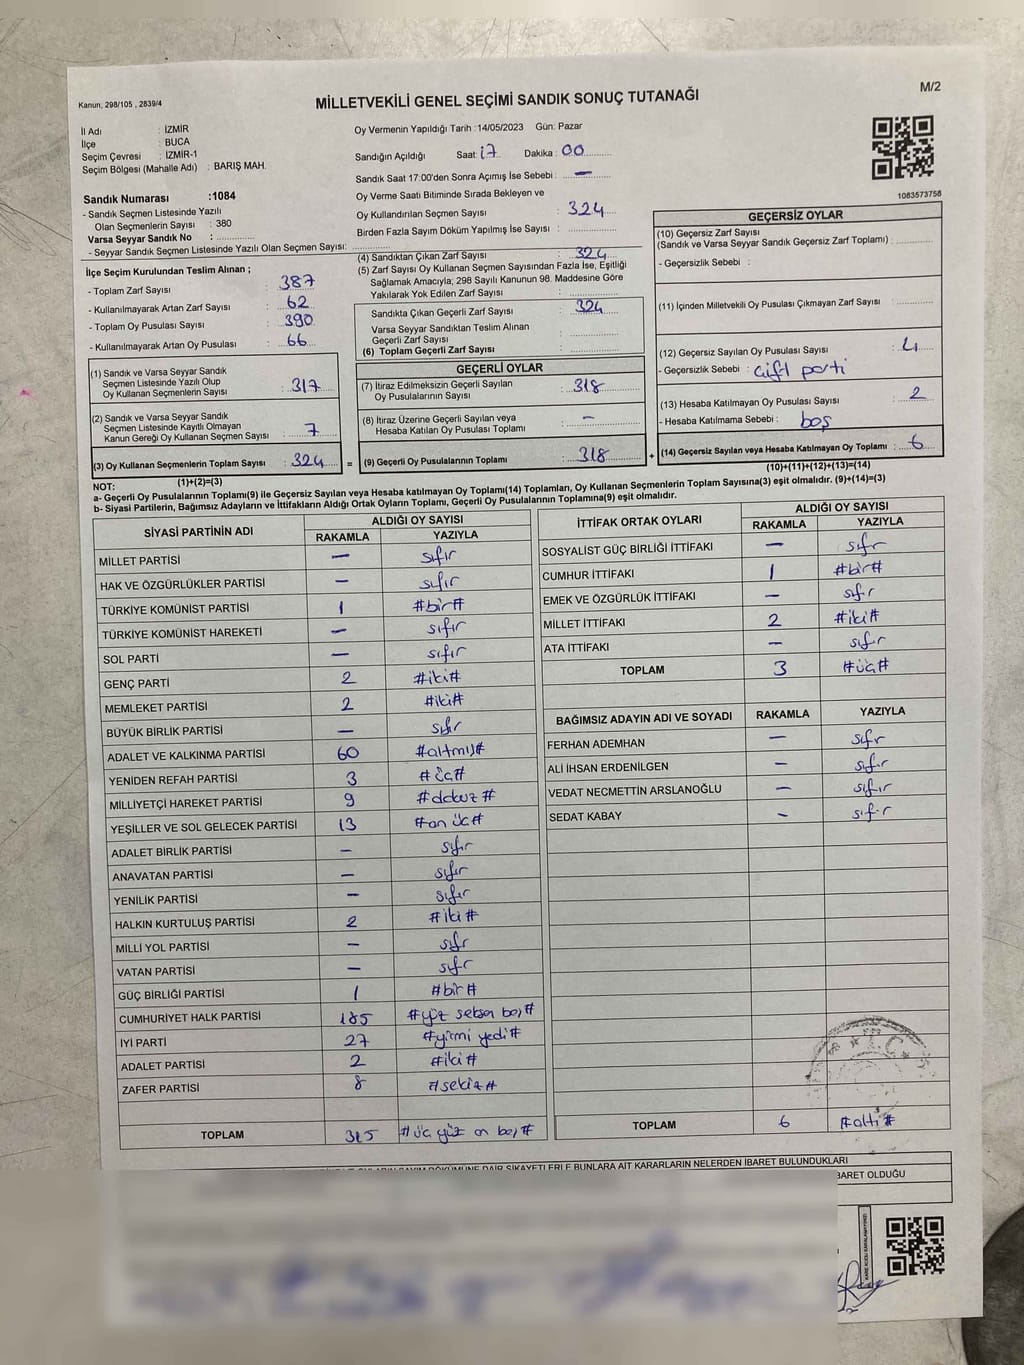 M/2
Kanun, 298/105 , 2839/4
MİLLETVEKİLİ GENEL SEÇİMİ SANDIK SONUÇ TUTANAĞI
İl Adı : İZMİR
İlçe : BUCA
Seçim Çevresi : İZMİR-1
Seçim Bölgesi (Mahalle Adı) : BARIŞ MAH.
Oy Vermenin Yapıldığı Tarih :14/05/2023 Gün: Pazar
Sandığın Açıldığı Saat: 17 Dakika : 00
Sandık Saat 17:00'den Sonra Açımış İse Sebebi : —
Oy Verme Saati Bitiminde Sırada Bekleyen ve
Oy Kullandırılan Seçmen Sayısı : 324
Birden Fazla Sayım Döküm Yapılmış İse Sayısı :
1083573758
Sandık Numarası :1084
- Sandık Seçmen Listesinde Yazılı
Olan Seçmenlerin Sayısı : 380
Varsa Seyyar Sandık No :
- Seyyar Sandık Seçmen Listesinde Yazılı Olan Seçmen Sayısı:
İlçe Seçim Kurulundan Teslim Alınan ;
- Toplam Zarf Sayısı : 387
- Kullanılmayarak Artan Zarf Sayısı : 62
- Toplam Oy Pusulası Sayısı : 390
- Kullanılmayarak Artan Oy Pusulası : 66
(1) Sandık ve Varsa Seyyar Sandık
Seçmen Listesinde Yazılı Olup
Oy Kullanan Seçmenlerin Sayısı : 317
(2) Sandık ve Varsa Seyyar Sandık
Seçmen Listesinde Kayıtlı Olmayan
Kanun Gereği Oy Kullanan Seçmen Sayısı : 7
(3) Oy Kullanan Seçmenlerin Toplam Sayısı : 324 =
(1)+(2)=(3)
(4) Sandıktan Çıkan Zarf Sayısı : 324
(5) Zarf Sayısı Oy Kullanan Seçmen Sayısından Fazla İse, Eşitliği
Sağlamak Amacıyla; 298 Sayılı Kanunun 98. Maddesine Göre
Yakılarak Yok Edilen Zarf Sayısı :
Sandıkta Çıkan Geçerli Zarf Sayısı : 324
Varsa Seyyar Sandıktan Teslim Alınan
Geçerli Zarf Sayısı :
(6) Toplam Geçerli Zarf Sayısı :
GEÇERLİ OYLAR
(7) İtiraz Edilmeksizin Geçerli Sayılan
Oy Pusulalarının Sayısı : 318
(8) İtiraz Üzerine Geçerli Sayılan veya
Hesaba Katılan Oy Pusulası Toplamı : —
(9) Geçerli Oy Pusulalarının Toplamı : 318 +
GEÇERSİZ OYLAR
(10) Geçersiz Zarf Sayısı
(Sandık ve Varsa Seyyar Sandık Geçersiz Zarf Toplamı) :
- Geçersizlik Sebebi :
(11) İçinden Milletvekili Oy Pusulası Çıkmayan Zarf Sayısı :
(12) Geçersiz Sayılan Oy Pusulası Sayısı : 4
- Geçersizlik Sebebi : çift parti
(13) Hesaba Katılmayan Oy Pusulası Sayısı : 2
- Hesaba Katılmama Sebebi : boş
(14) Geçersiz Sayılan veya Hesaba Katılmayan Oy Toplamı : 6
(10)+(11)+(12)+(13)=(14)
NOT:
a- Geçerli Oy Pusulalarının Toplamı(9) ile Geçersiz Sayılan veya Hesaba katılmayan Oy Toplamı(14) Toplamları, Oy Kullanan Seçmenlerin Toplam Sayısına(3) eşit olmalıdır. (9)+(14)=(3)
b- Siyasi Partilerin, Bağımsız Adayların ve İttifakların Aldığı Ortak Oyların Toplamı, Geçerli Oy Pusulalarının Toplamına(9) eşit olmalıdır.
SİYASİ PARTİNİN ADI ALDIĞI OY SAYISI
RAKAMLA YAZIYLA
MİLLET PARTİSİ — sıfır
HAK VE ÖZGÜRLÜKLER PARTİSİ — sıfır
TÜRKİYE KOMÜNİST PARTİSİ 1 #bir#
TÜRKİYE KOMÜNİST HAREKETİ — sıfır
SOL PARTİ — sıfır
GENÇ PARTİ 2 #iki#
MEMLEKET PARTİSİ 2 #iki#
BÜYÜK BİRLİK PARTİSİ — sıfır
ADALET VE KALKINMA PARTİSİ 60 #altmış#
YENİDEN REFAH PARTİSİ 3 #üç#
MİLLİYETÇİ HAREKET PARTİSİ 9 #dokuz#
YEŞİLLER VE SOL GELECEK PARTİSİ 13 #on üç#
ADALET BİRLİK PARTİSİ — sıfır
ANAVATAN PARTİSİ — sıfır
YENİLİK PARTİSİ — sıfır
HALKIN KURTULUŞ PARTİSİ 2 #iki#
MİLLİ YOL PARTİSİ — sıfır
VATAN PARTİSİ — sıfır
GÜÇ BİRLİĞİ PARTİSİ 1 #bir#
CUMHURİYET HALK PARTİSİ 185 #yüz seksen beş#
İYİ PARTİ 27 #yirmi yedi#
ADALET PARTİSİ 2 #iki#
ZAFER PARTİSİ 8 #sekiz#
TOPLAM 315 #üç yüz on beş#
İTTİFAK ORTAK OYLARI ALDIĞI OY SAYISI
RAKAMLA YAZIYLA
SOSYALİST GÜÇ BİRLİĞİ İTTİFAKI — sıfır
CUMHUR İTTİFAKI 1 #bir#
EMEK VE ÖZGÜRLÜK İTTİFAKI — sıfır
MİLLET İTTİFAKI 2 #iki#
ATA İTTİFAKI — sıfır
TOPLAM 3 #üç#
BAĞIMSIZ ADAYIN ADI VE SOYADI RAKAMLA YAZIYLA
FERHAN ADEMHAN — sıfır
ALİ İHSAN ERDENİLGEN — sıfır
VEDAT NECMETTİN ARSLANOĞLU — sıfır
SEDAT KABAY — sıfır
T.C.
TOPLAM 6 #altı#
SAYIM DÖKÜMÜNE DAİR ŞİKAYETLERLE BUNLARA AİT KARARLARIN NELERDEN İBARET BULUNDUKLARI
BARET OLDUĞU